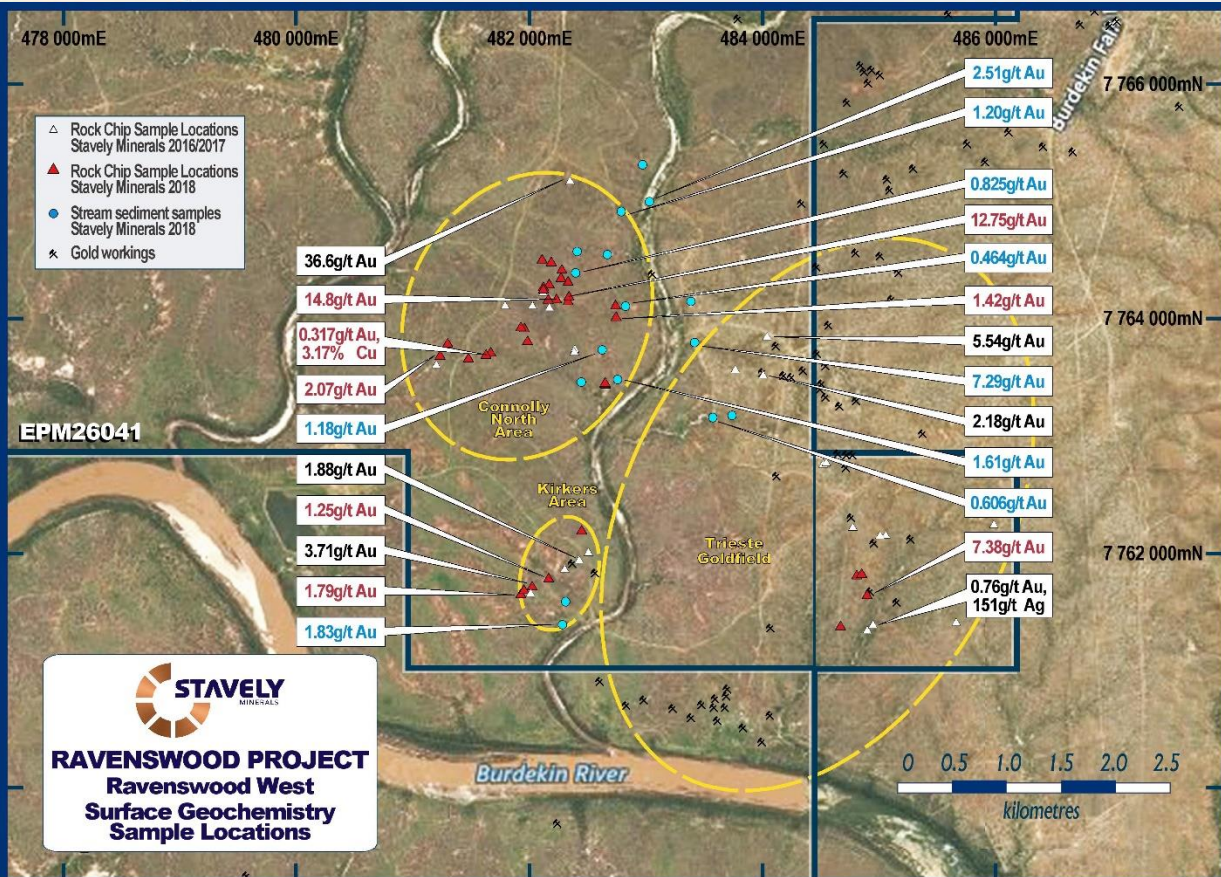 478 000mE
480 000mE
482 000mE
484 000mE
486 000mE
7 766 000mN
7 764 000mN
7 762 000mN
Rock Chip Sample Locations
Stavely Minerals 2016/2017
Rock Chip Sample Locations
Stavely Minerals 2018
Stream sediment samples
Stavely Minerals 2018
Gold workings
36.6g/t Au
14.8g/t Au
0.317g/t Au,
3.17% Cu
2.07g/t Au
1.18g/t Au
EPM26041
1.88g/t Au
1.25g/t Au
3.71g/t Au
1.79g/t Au
1.83g/t Au
Connolly
North
Area
Kirkers
Area
Trieste
Goldfield
2.51g/t Au
1.20g/t Au
0.825g/t Au
12.75g/t Au
0.464g/t Au
1.42g/t Au
5.54g/t Au
7.29g/t Au
2.18g/t Au
1.61g/t Au
0.606g/t Au
7.38g/t Au
0.76g/t Au,
151g/t Ag
Burdekin River
STAVELY
MINERALS
RAVENSWOOD PROJECT
Ravenswood West
Surface Geochemistry
Sample Locations
0 0.5 1.0 1.5 2.0 2.5
kilometres